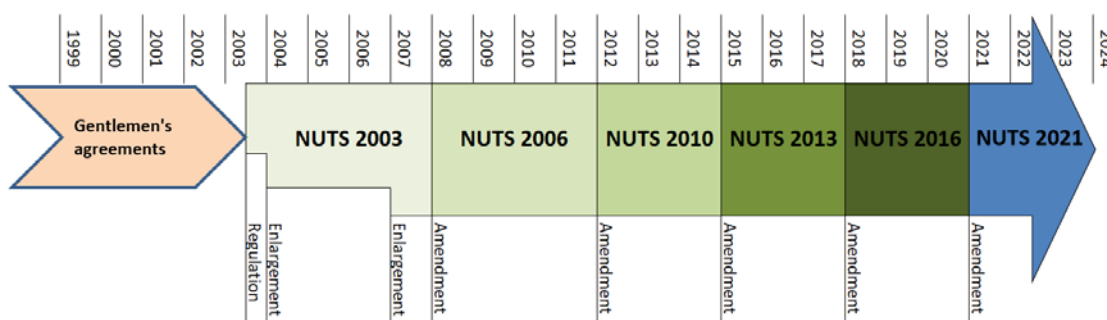 1999
2000
2001
2002
2003
2004
2005
2006
2007
2008
2009
2010
2011
2012
2013
2014
2015
2016
2017
2018
2019
2020
2021
2022
2023
2024
Gentlemen's
agreements
NUTS 2003
NUTS 2006
NUTS 2010
NUTS 2013
NUTS 2016
NUTS 2021
Regulation
Enlargement
Enlargement
Amendment
Amendment
Amendment
Amendment
Amendment